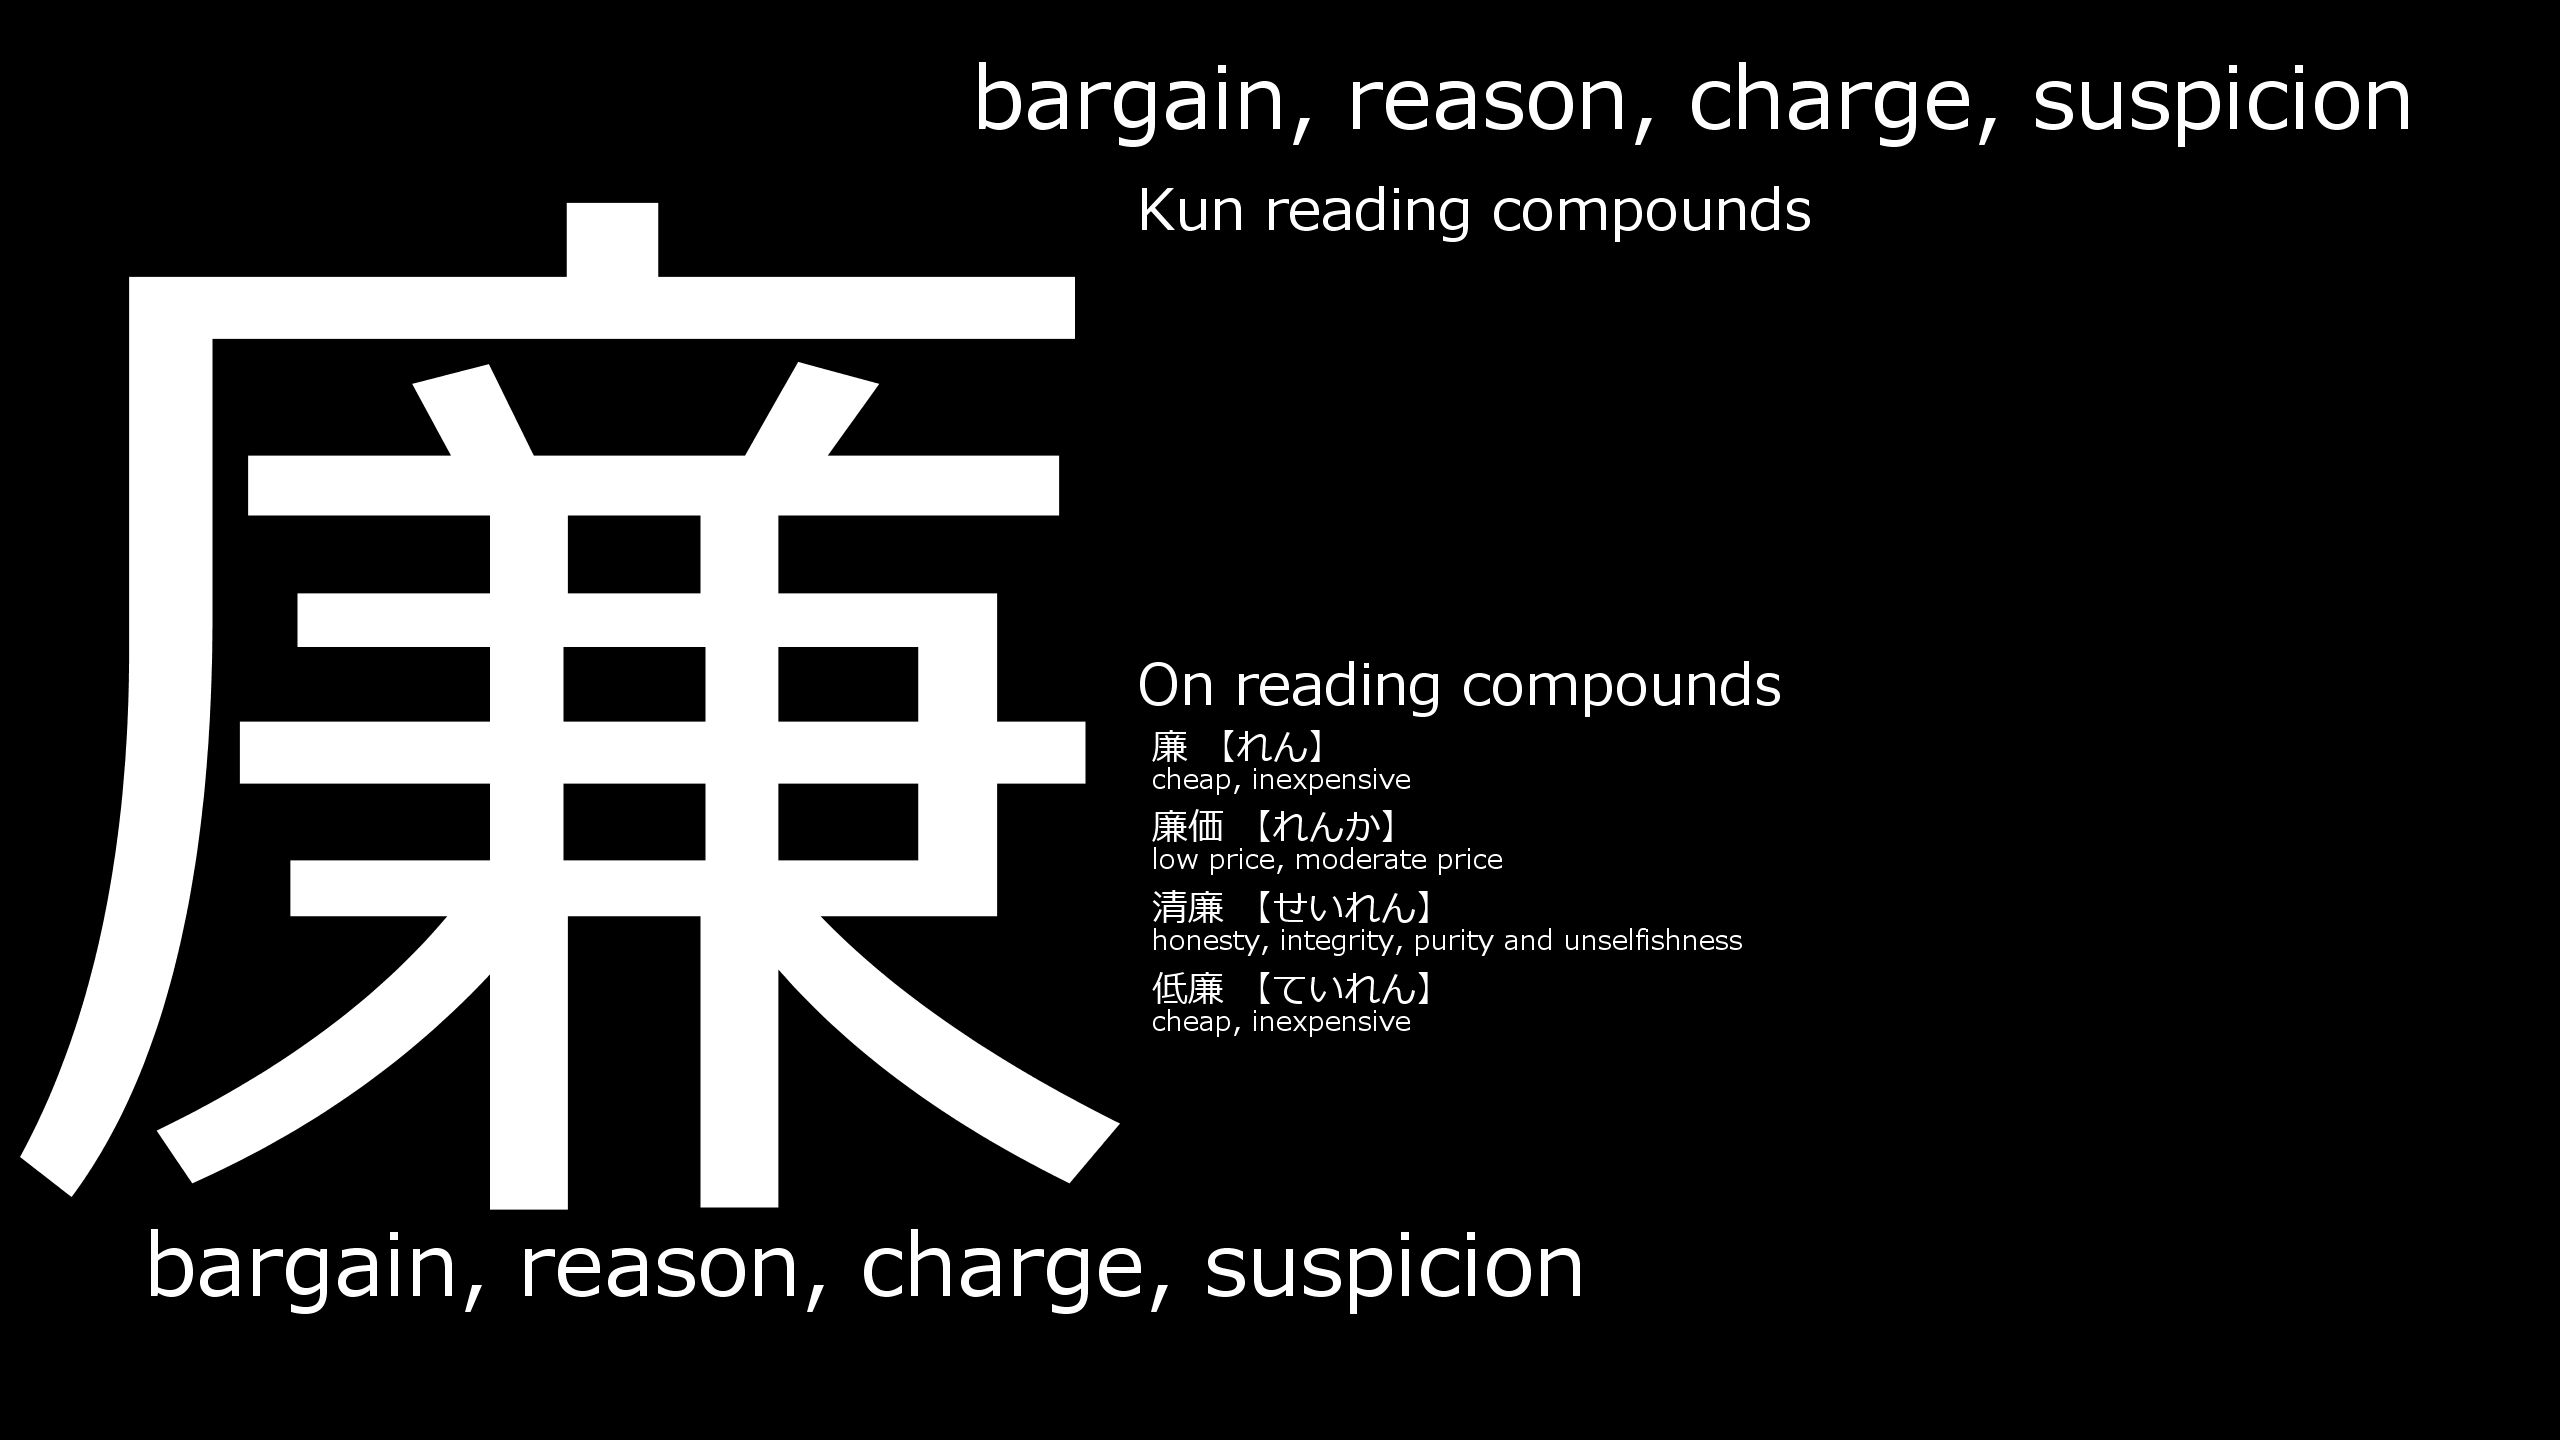 bargain, reason, charge, suspicion
廉
Kun reading compounds
On reading compounds
廉 【れん】
cheap, inexpensive
廉価 【れんか】
low price, moderate price
清廉 【せいれん】
honesty, integrity, purity and unselfishness
低廉 【ていれん】
cheap, inexpensive
bargain, reason, charge, suspicion